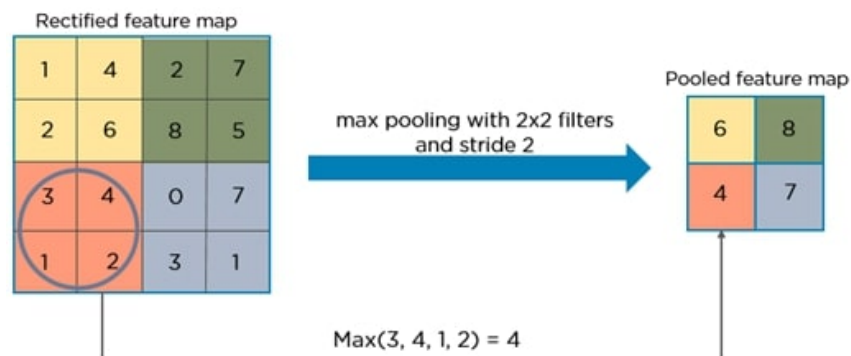 Rectified feature map
1 4 2 7
2 6 8 5
3 4 0 7
1 2 3 1
max pooling with 2x2 filters
and stride 2
Pooled feature map
6 8
4 7
Max(3, 4, 1, 2) = 4